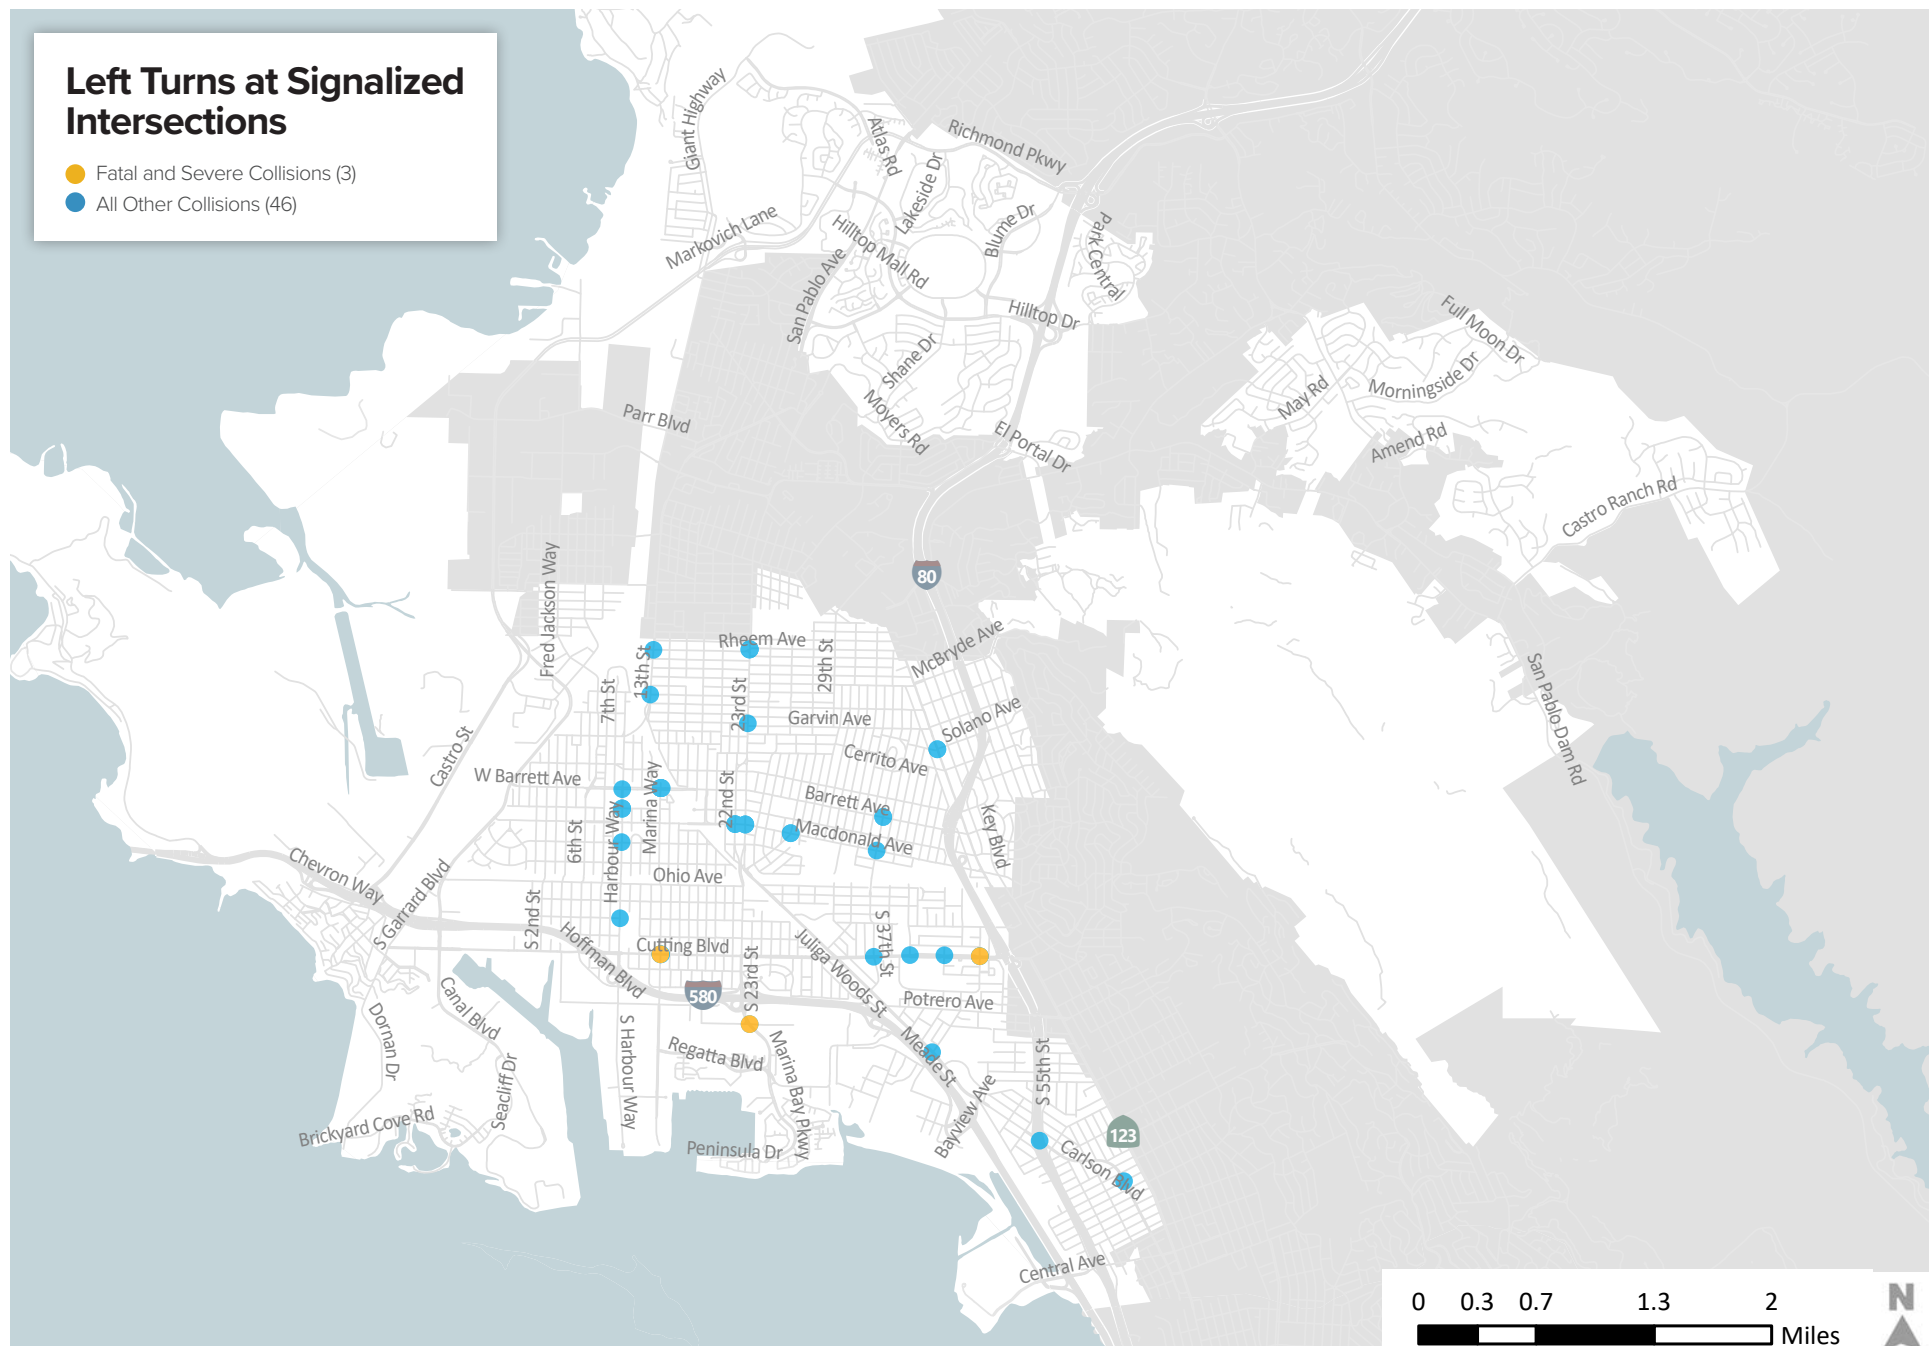 Left Turns at Signalized
Intersections
Fatal and Severe Collisions (3)
All Other Collisions (46)
Giant Highway
Atlas Rd
Richmond Pkwy
Lakeside Dr
Blume Dr
Park Central
Markovich Lane
Hilltop Mall Rd
San Pablo Ave
Hilltop Dr
Full Moon Dr
Shane Dr
Morningside Dr
May Rd
Parr Blvd
Moyers Rd
El Portal Dr
Amend Rd
Castro Ranch Rd
Fred Jackson Way
80
Rheem Ave
McBryde Ave
29th St
13th St
7th St
23rd St
San Pablo Dam Rd
Garvin Ave
Solano Ave
Castro St
Cerrito Ave
W Barrett Ave
Marina Way
22nd St
Barrett Ave
Key Blvd
6th St
Harbour Way
Macdonald Ave
Chevron Way
Ohio Ave
S Garrard Blvd
S 2nd St
Hoffman Blvd
Cutting Blvd
S 37th St
Juliga Woods St
S 23rd St
580
Potrero Ave
Canal Blvd
Dornan Dr
S Harbour Way
Regatta Blvd
Marina Bay Pkwy
Meade St
S 55th St
Seacliff Dr
Bayview Ave
Brickyard Cove Rd
123
Peninsula Dr
Carlson Blvd
Central Ave
0 0.3 0.7 1.3 2
Miles
N